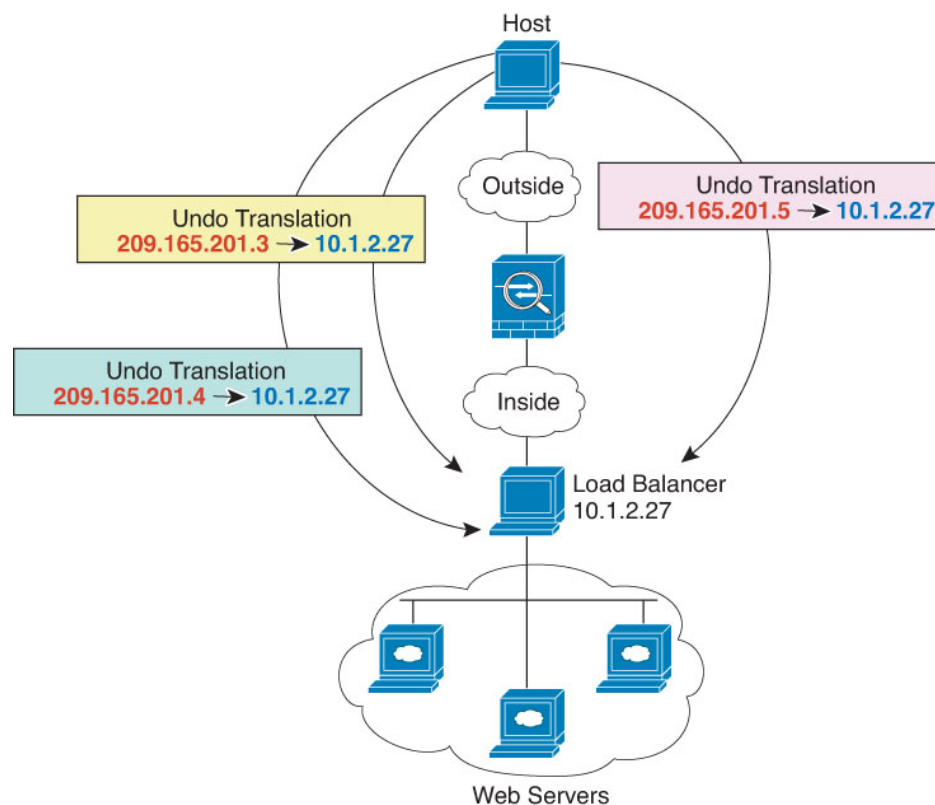 Host
Outside
Undo Translation
209.165.201.5 → 10.1.2.27
Undo Translation
209.165.201.3 → 10.1.2.27
Undo Translation
209.165.201.4 → 10.1.2.27
Inside
Load Balancer
10.1.2.27
Web Servers